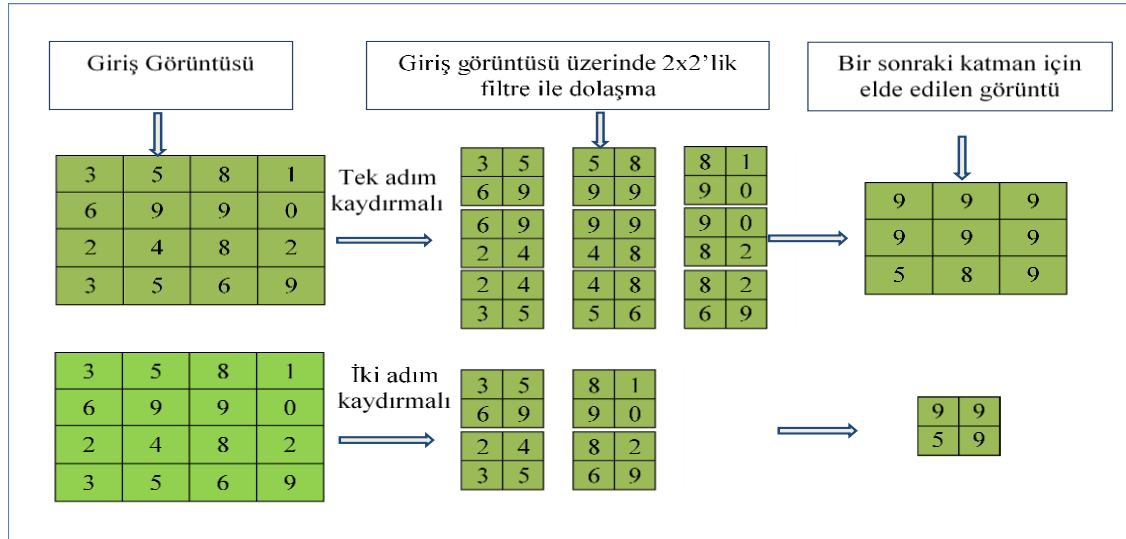 Giriş Görüntüsü
Giriş görüntüsü üzerinde 2x2'lik
filtre ile dolaşma
Bir sonraki katman için
elde edilen görüntü
3 5 8 1
6 9 9 0
2 4 8 2
3 5 6 9
Tek adım
kaydırmalı
3 5 5 8 8 1
6 9 9 9 9 0
6 9 9 9 9 0
2 4 4 8 8 2
2 4 4 8 8 2
3 5 5 6 6 9
9 9 9
9 9 9
5 8 9
3 5 8 1
6 9 9 0
2 4 8 2
3 5 6 9
İki adım
kaydırmalı
3 5 8 1
6 9 9 0
2 4 8 2
3 5 6 9
9 9
5 9